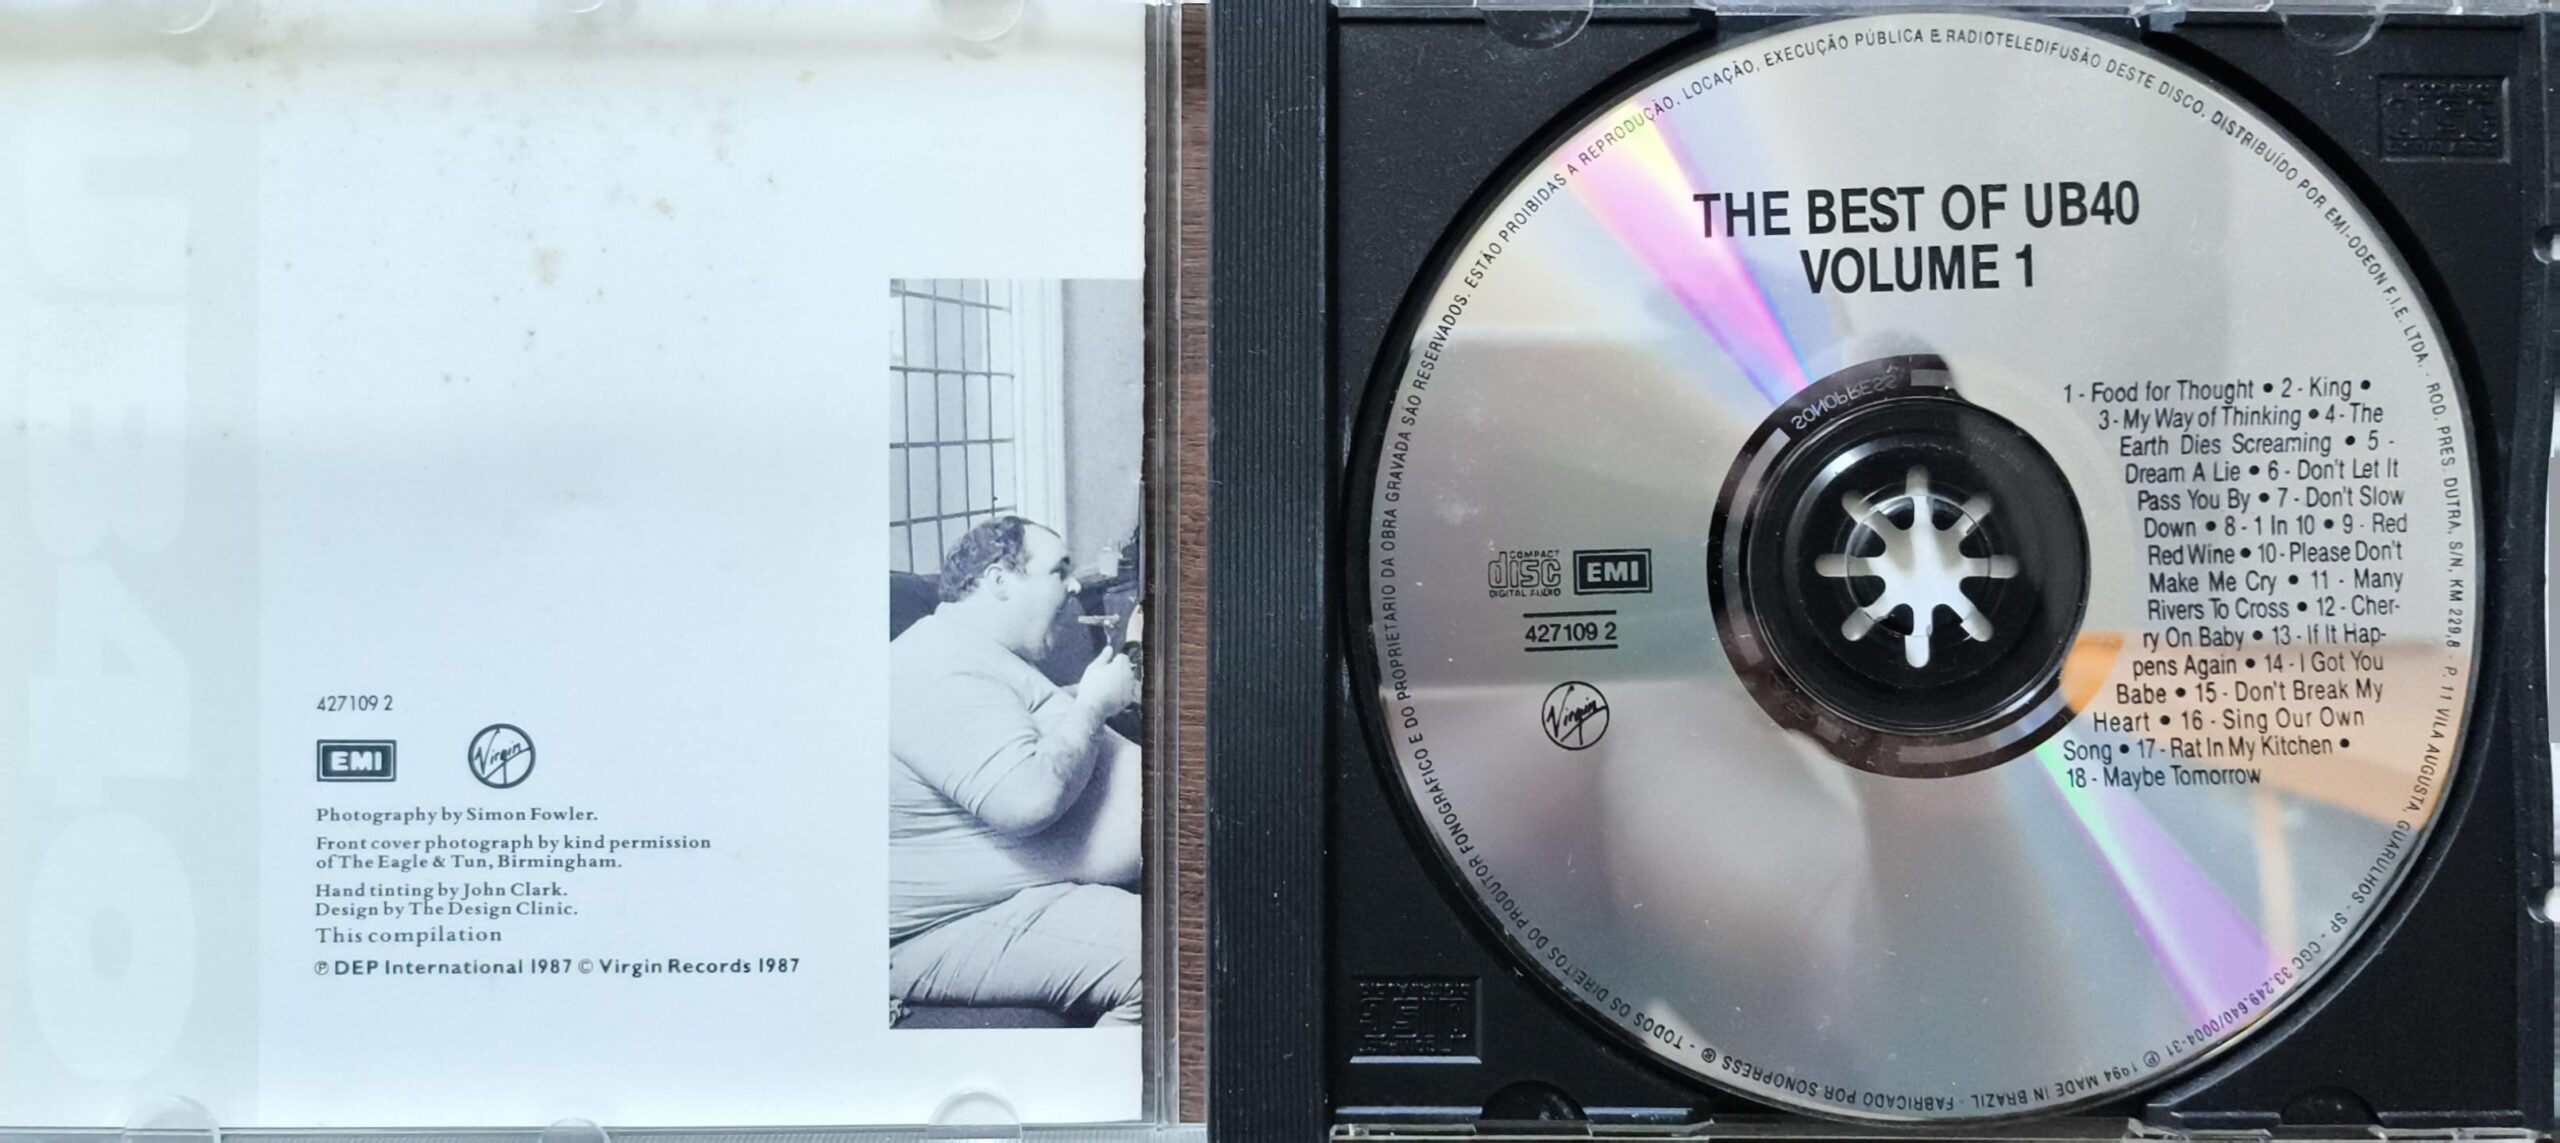 427109 2
EMI
Virgin
Photography by Simon Fowler.
Front cover photograph by kind permission
of The Eagle & Tun, Birmingham.
Hand tinting by John Clark.
Design by The Design Clinic.
This compilation
℗ DEP International 1987 © Virgin Records 1987
THE BEST OF UB40
VOLUME 1
1 - Food for Thought • 2 - King •
3 - My Way of Thinking • 4 - The
Earth Dies Screaming • 5 -
Dream A Lie • 6 - Don't Let It
Pass You By • 7 - Don't Slow
Down • 8 - 1 In 10 • 9 - Red
Red Wine • 10 - Please Don't
Make Me Cry • 11 - Many
Rivers To Cross • 12 - Cher-
ry On Baby • 13 - If It Hap-
pens Again • 14 - I Got You
Babe • 15 - Don't Break My
Heart • 16 - Sing Our Own
Song • 17 - Rat In My Kitchen •
18 - Maybe Tomorrow
COMPACT
disc
DIGITAL AUDIO
EMI
427109 2
Virgin
TODOS OS DIREITOS DO PRODUTOR FONOGRÁFICO E DO PROPRIETÁRIO DA OBRA GRAVADA SÃO RESERVADOS. ESTÃO PROIBIDAS A REPRODUÇÃO, LOCAÇÃO, EXECUÇÃO PÚBLICA E RADIOTELEDIFUSÃO DESTE DISCO. DISTRIBUÍDO POR EMI-ODEON F.I.E. LTDA. - ROD. PRES. DUTRA, S/N, KM 229,8 - P. 11 VILA AUGUSTA, GUARULHOS - SP - CGC 33.249.640/0004-31 ℗ 1994 MADE IN BRAZIL - FABRICADO POR SONOPRESS ® -
SONOPRESS
disc
disc
UB40